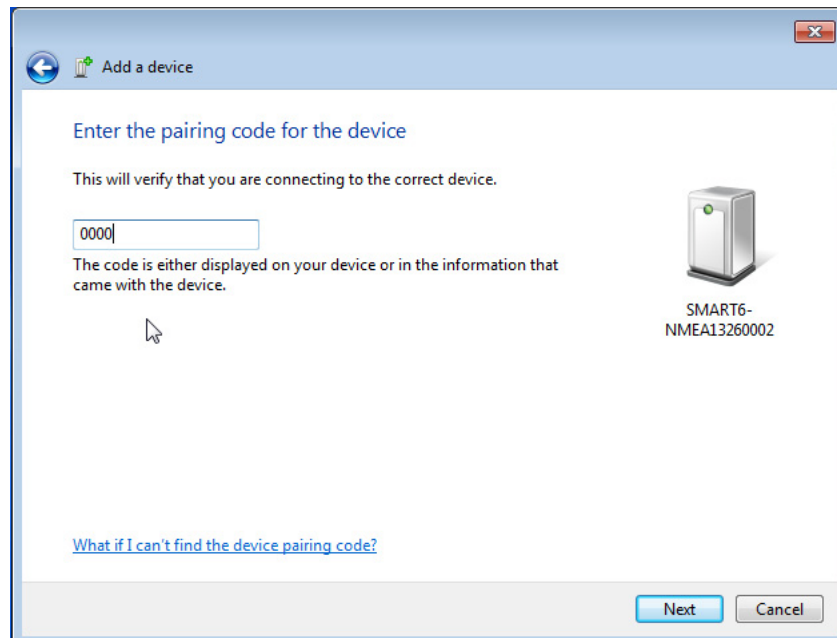 Add a device
Enter the pairing code for the device
This will verify that you are connecting to the correct device.
0000
The code is either displayed on your device or in the information that
came with the device.
SMART6-
NMEA13260002
What if I can't find the device pairing code?
Next Cancel